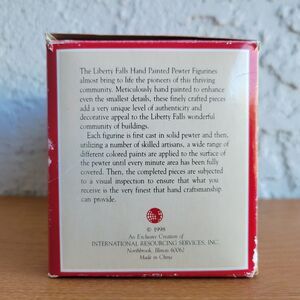 The Liberty Falls Hand Painted Pewter Figurines
almost bring to life the pioneers of this thriving
community. Meticulously hand painted to enhance
even the smallest details, these finely crafted pieces
add a very unique level of authenticity and
decorative appeal to the Liberty Falls wonderful
community of buildings.
Each figurine is first cast in solid pewter and then,
utilizing a number of skilled artisans, a wide range of
different colored paints are applied to the surface of
the pewter until every minute area has been fully
covered. Then, the completed pieces are subjected
to a visual inspection to ensure that what you
receive is the very finest that hand craftsmanship
can provide.
© 1998
An Exclusive Creation of
INTERNATIONAL RESOURCING SERVICES, INC.
Northbrook, Illinois 60062
Made in China